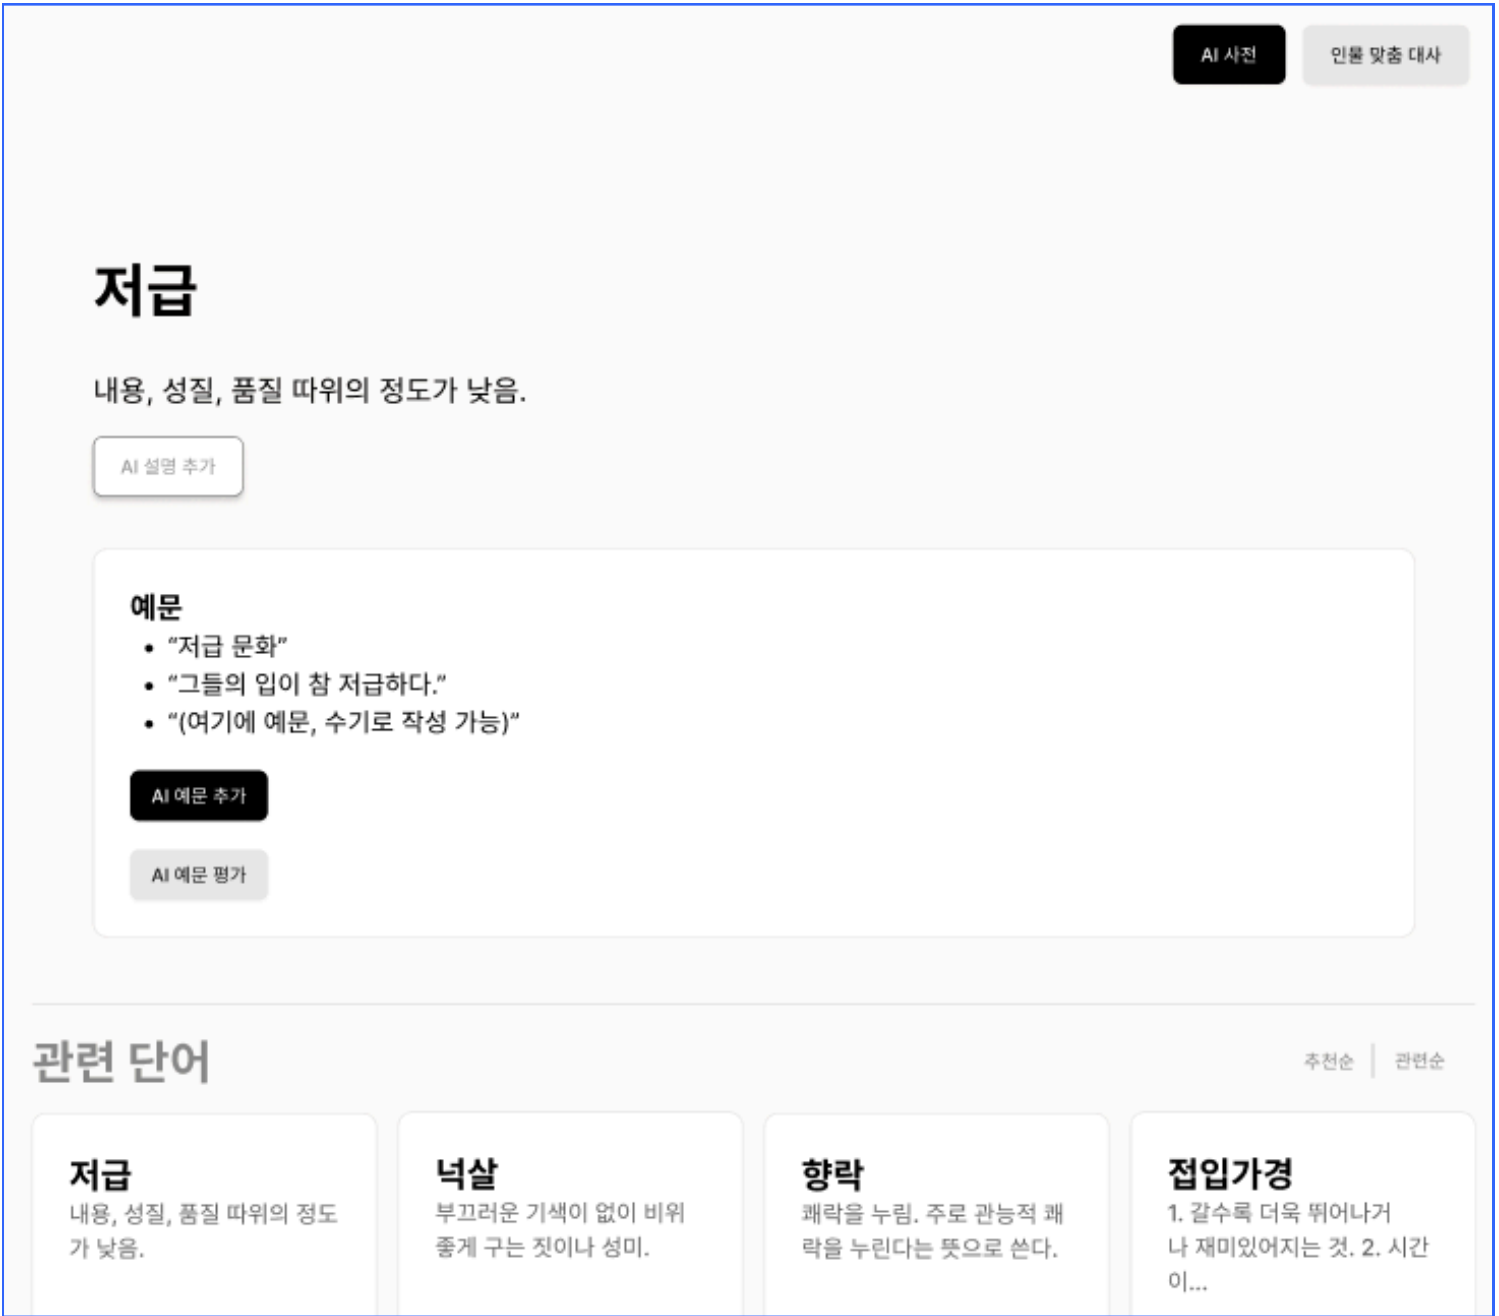 AI 사전
인물 맞춤 대사
저급
내용, 성질, 품질 따위의 정도가 낮음.
AI 설명 추가
예문
• “저급 문화”
• “그들의 입이 참 저급하다.”
• “(여기에 예문, 수기로 작성 가능)”
AI 예문 추가
AI 예문 평가
관련 단어
추천순
관련순
저급
내용, 성질, 품질 따위의 정도
가 낮음.
넉살
부끄러운 기색이 없이 비위
좋게 구는 짓이나 성미.
향락
쾌락을 누림. 주로 관능적 쾌
락을 누린다는 뜻으로 쓴다.
접입가경
1. 갈수록 더욱 뛰어나거
나 재미있어지는 것. 2. 시간
이...